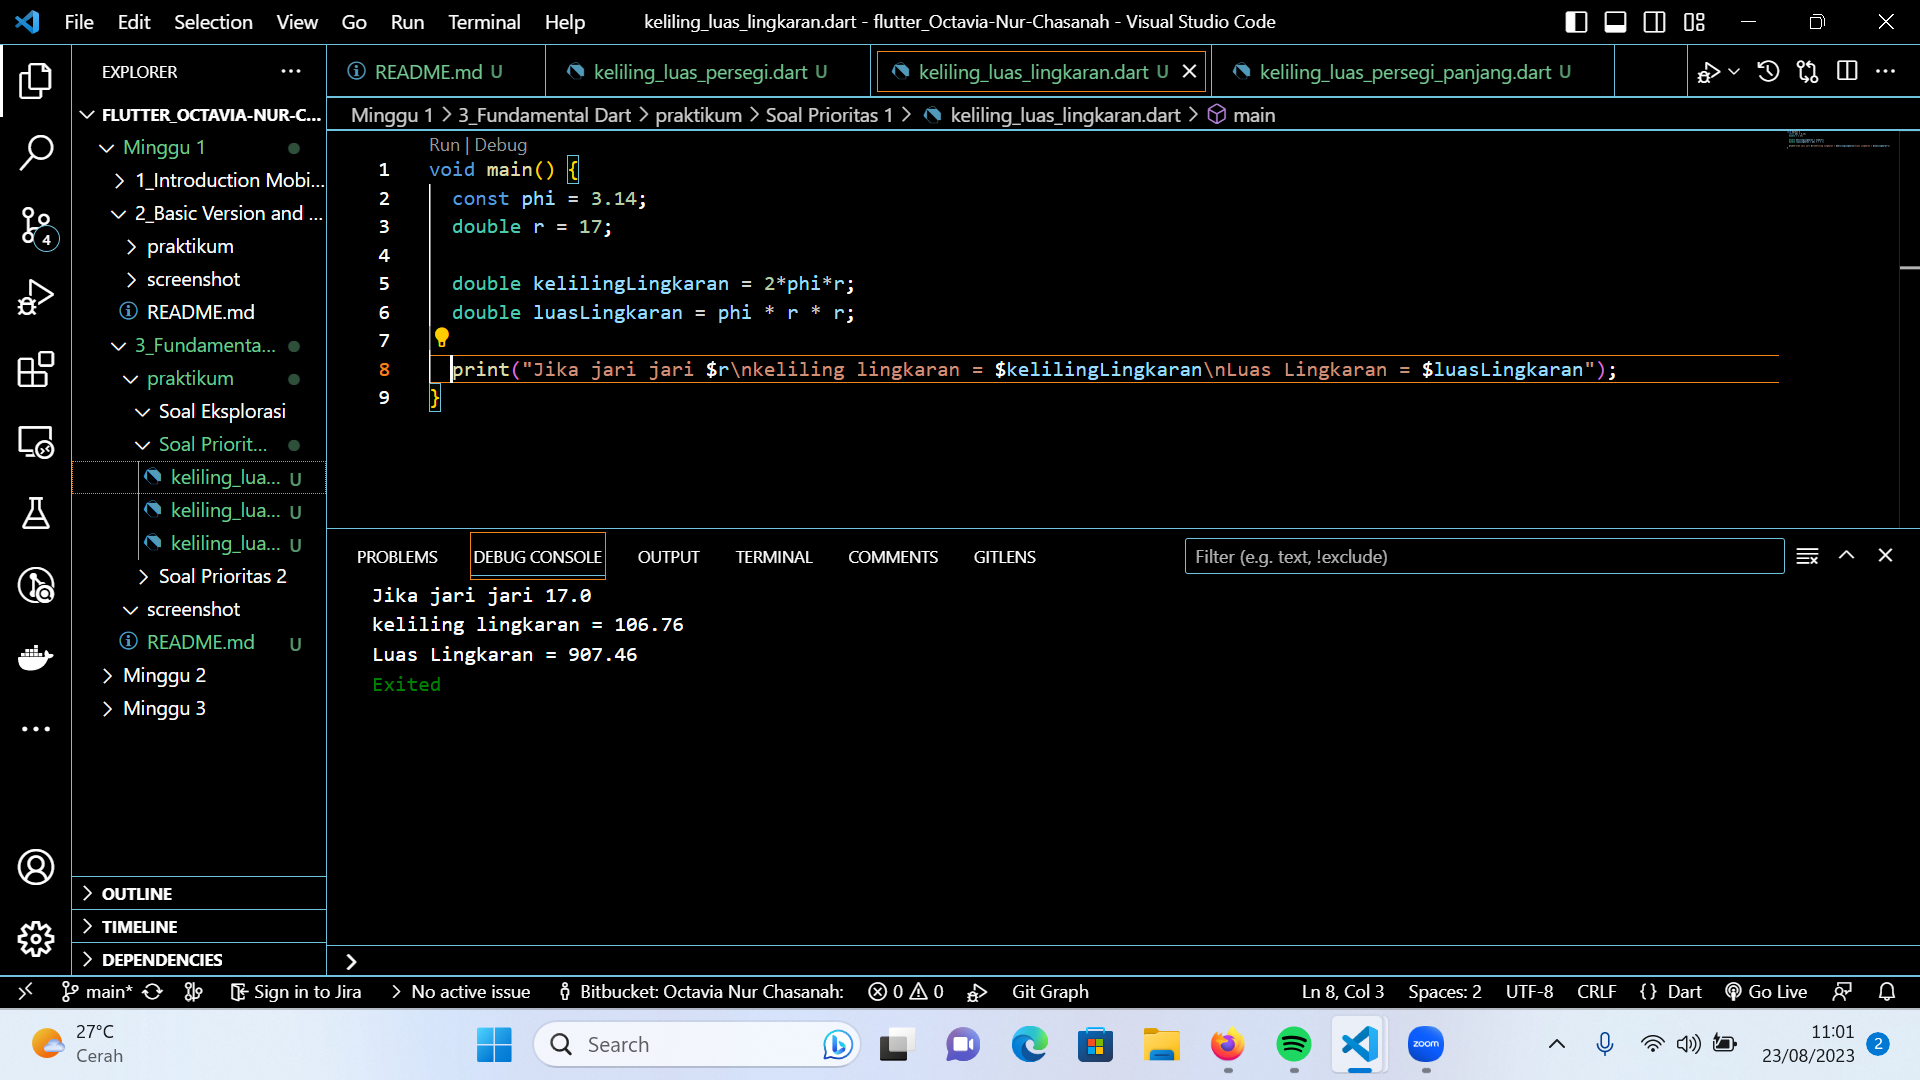 File Edit Selection View Go Run Terminal Help
keliling_luas_lingkaran.dart - flutter_Octavia-Nur-Chasanah - Visual Studio Code
EXPLORER
FLUTTER_OCTAVIA-NUR-C...
Minggu 1
1_Introduction Mobi...
2_Basic Version and ...
praktikum
screenshot
README.md
3_Fundamenta...
praktikum
Soal Eksplorasi
Soal Priorit...
keliling_lua... U
keliling_lua... U
keliling_lua... U
Soal Prioritas 2
screenshot
README.md U
Minggu 2
Minggu 3
OUTLINE
TIMELINE
DEPENDENCIES
4
README.md U
keliling_luas_persegi.dart U
keliling_luas_lingkaran.dart U
keliling_luas_persegi_panjang.dart U
Minggu 1 > 3_Fundamental Dart > praktikum > Soal Prioritas 1 > keliling_luas_lingkaran.dart > main
Run | Debug
1 void main() {
2 const phi = 3.14;
3 double r = 17;
4
5 double kelilingLingkaran = 2*phi*r;
6 double luasLingkaran = phi * r * r;
7
8 print("Jika jari jari $r\nkeliling lingkaran = $kelilingLingkaran\nLuas Lingkaran = $luasLingkaran");
9 }
PROBLEMS DEBUG CONSOLE OUTPUT TERMINAL COMMENTS GITLENS
Filter (e.g. text, !exclude)
Jika jari jari 17.0
keliling lingkaran = 106.76
Luas Lingkaran = 907.46
Exited
main* Sign in to Jira No active issue Bitbucket: Octavia Nur Chasanah: 0 0 Git Graph
Ln 8, Col 3 Spaces: 2 UTF-8 CRLF {} Dart Go Live
27°C
Cerah
Search
zoom
11:01
23/08/2023
2